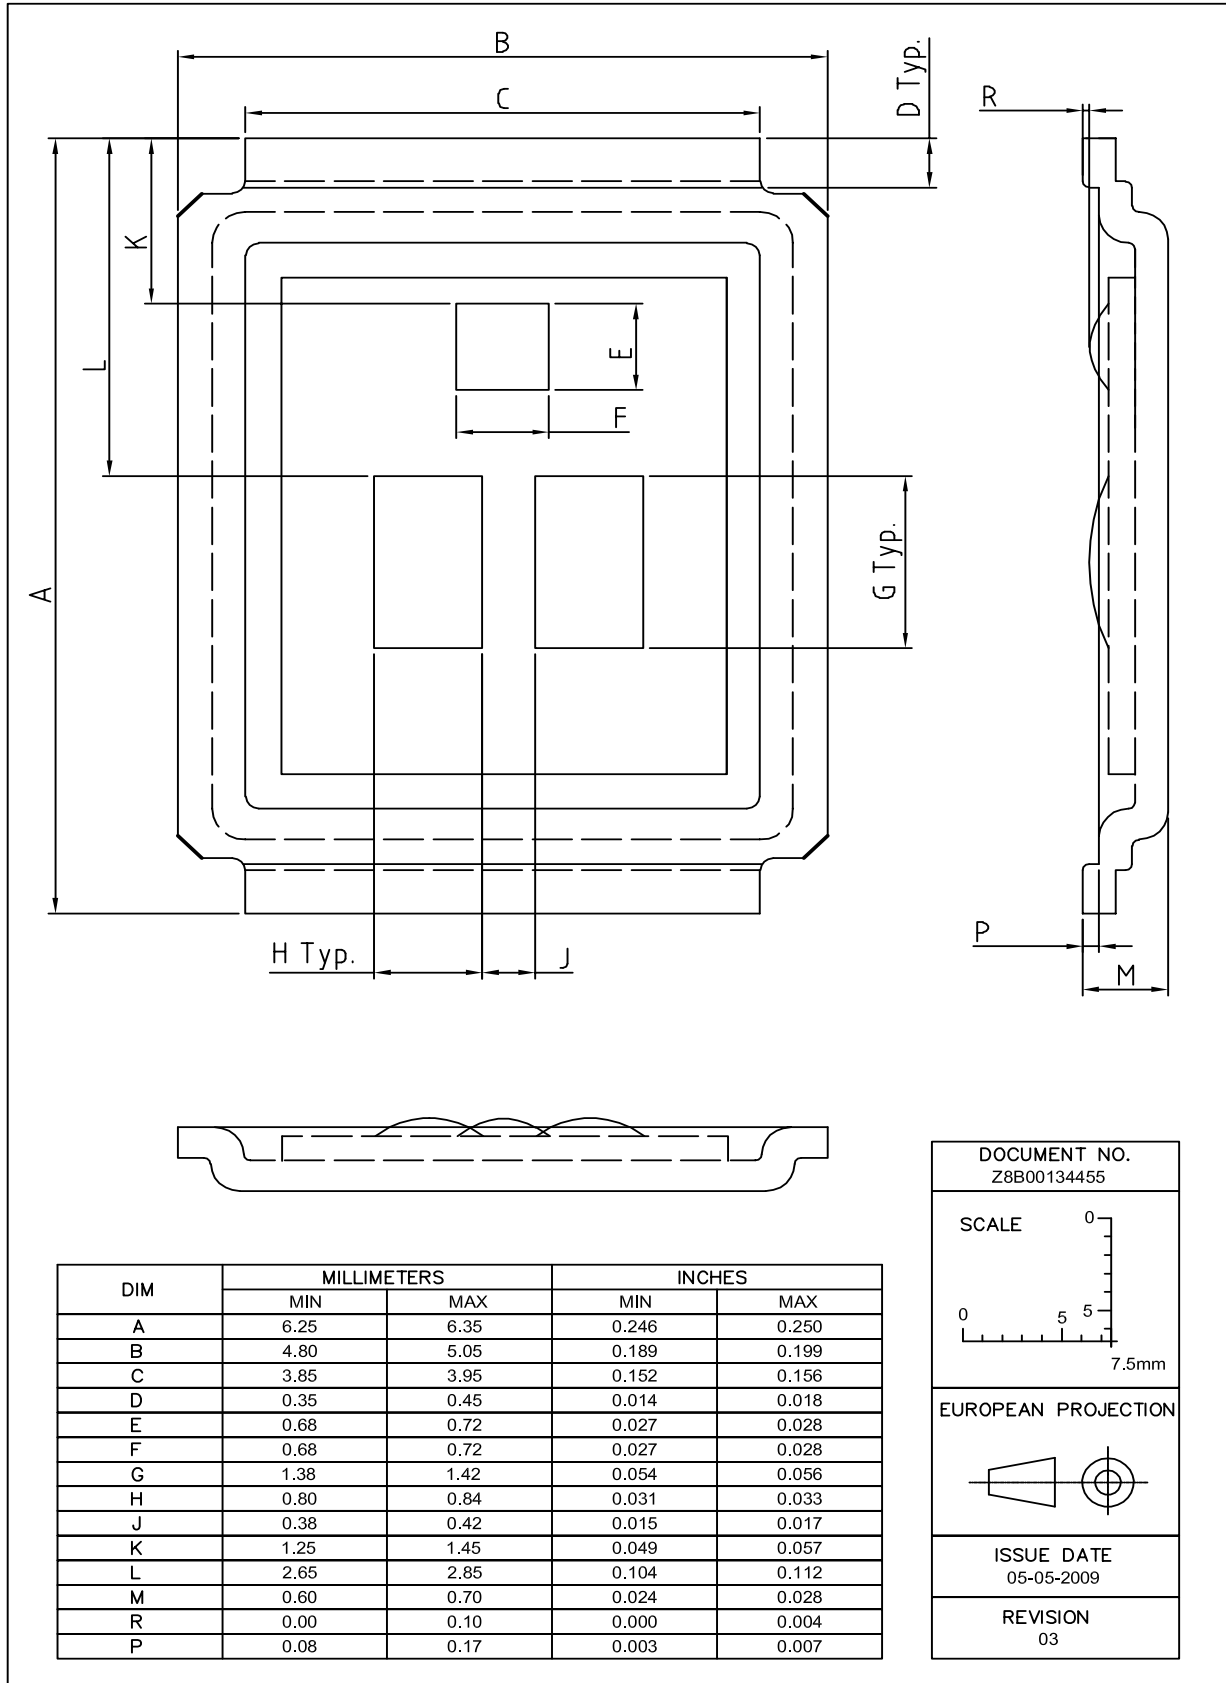 B
C
D Typ.
R
K
L
E
F
A
G Typ.
H Typ.
J
P
M
DIM MILLIMETERS INCHES
MIN MAX MIN MAX
A 6.25 6.35 0.246 0.250
B 4.80 5.05 0.189 0.199
C 3.85 3.95 0.152 0.156
D 0.35 0.45 0.014 0.018
E 0.68 0.72 0.027 0.028
F 0.68 0.72 0.027 0.028
G 1.38 1.42 0.054 0.056
H 0.80 0.84 0.031 0.033
J 0.38 0.42 0.015 0.017
K 1.25 1.45 0.049 0.057
L 2.65 2.85 0.104 0.112
M 0.60 0.70 0.024 0.028
R 0.00 0.10 0.000 0.004
P 0.08 0.17 0.003 0.007
DOCUMENT NO.
Z8B00134455
SCALE 0
0 5 5
7.5mm
EUROPEAN PROJECTION
ISSUE DATE
05-05-2009
REVISION
03